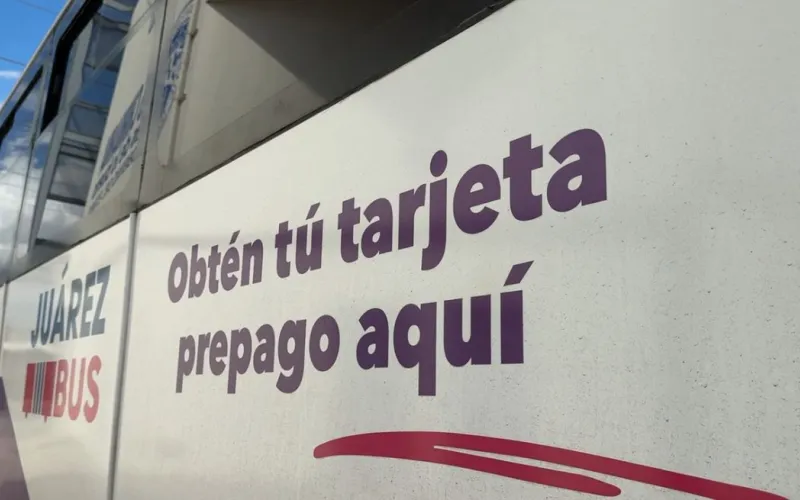 JUÁREZ
BUS
Obtén tú tarjeta
prepago aquí